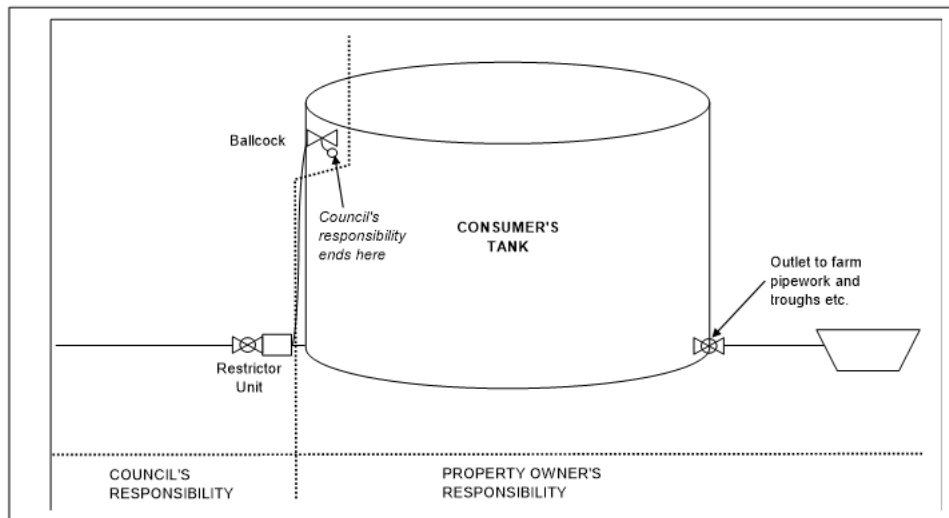 Ballcock
Council's
responsibility
ends here
CONSUMER'S
TANK
Outlet to farm
pipework and
troughs etc.
Restrictor
Unit
COUNCIL'S
RESPONSIBILITY
PROPERTY OWNER'S
RESPONSIBILITY